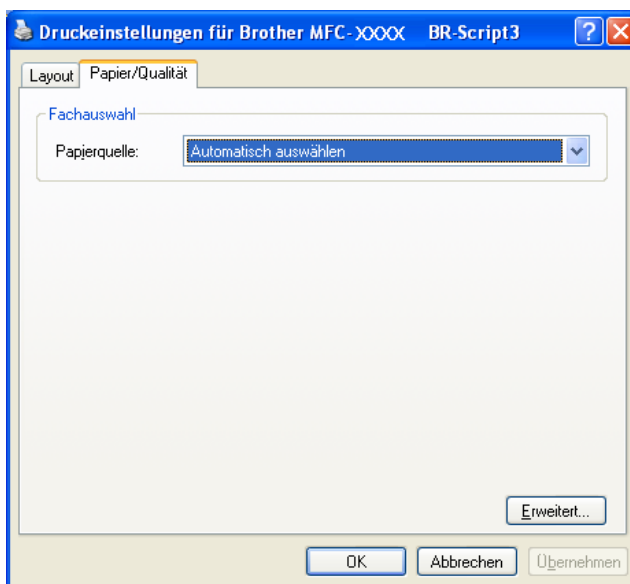 Druckeinstellungen für Brother MFC-XXXX BR-Script3 ?
Layout Papier/Qualität
Fachauswahl
Papierquelle: Automatisch auswählen
Erweitert...
OK Abbrechen Übernehmen